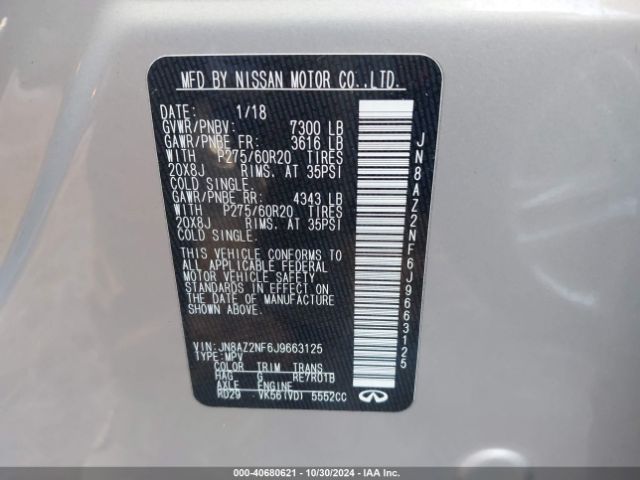 MFD BY NISSAN MOTOR CO.,LTD.
DATE: 1/18
GVWR/PNBV: 7300 LB
GAWR/PNBE FR: 3616 LB
WITH P275/60R20 TIRES
20X8J RIMS. AT 35PSI
COLD SINGLE.
GAWR/PNBE RR: 4343 LB
WITH P275/60R20 TIRES
20X8J RIMS. AT 35PSI
COLD SINGLE.
THIS VEHICLE CONFORMS TO
ALL APPLICABLE FEDERAL
MOTOR VEHICLE SAFETY
STANDARDS IN EFFECT ON
THE DATE OF MANUFACTURE
SHOWN ABOVE.
VIN: JN8AZ2NF6J9663125
TYPE: MPV
COLOR TRIM TRANS
HAG G RE7R01B
AXLE ENGINE
RD29 VK56(VD) 5552CC
JN8AZ2NF6J9663125
INFINITI
000-40680621 - 10/30/2024 - IAA Inc.